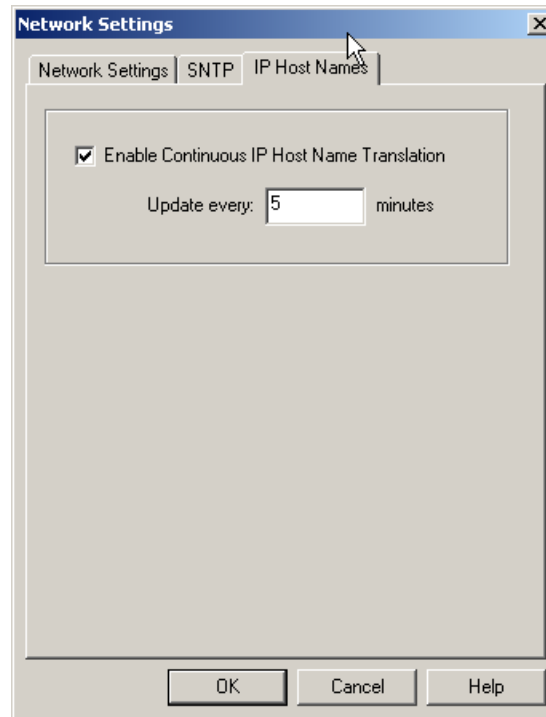 Network Settings
Network Settings SNTP IP Host Names
Enable Continuous IP Host Name Translation
Update every: 5 minutes
OK Cancel Help